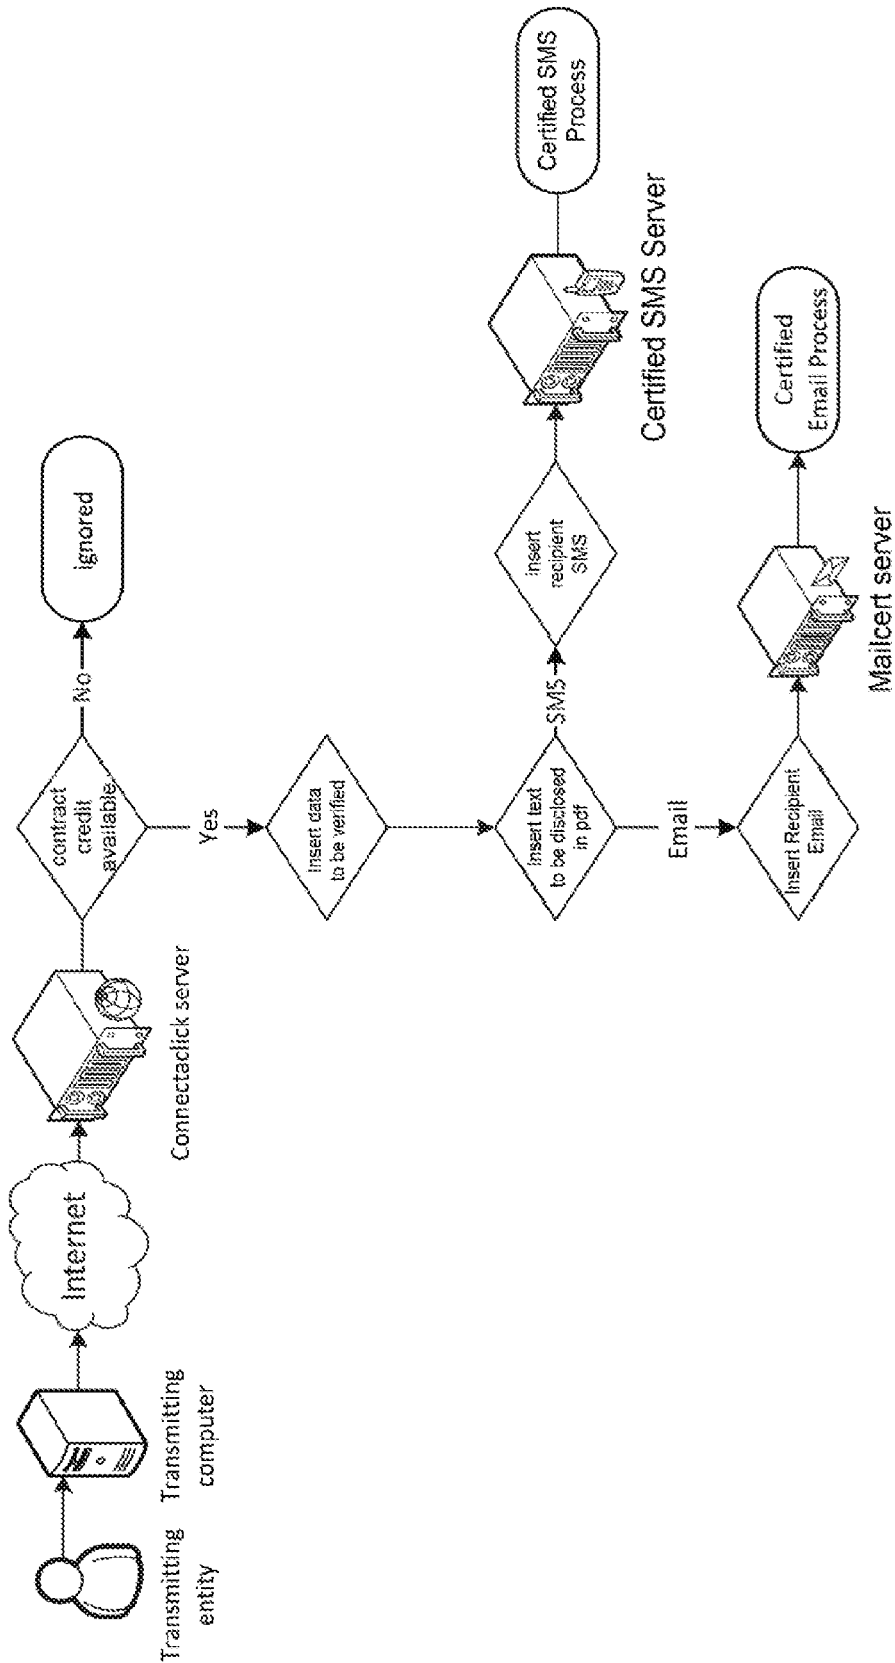 Transmitting
entity
Transmitting
computer
Internet
Connectaclick server
contract
credit
available
No
ignored
Yes
Insert data
to be verified
Insert text
to be disclosed
in pdf
SMS
insert
recipient
SMS
Certified SMS Server
Certified SMS
Process
Email
Insert Recipient
Email
Mailcert server
Certified
Email Process